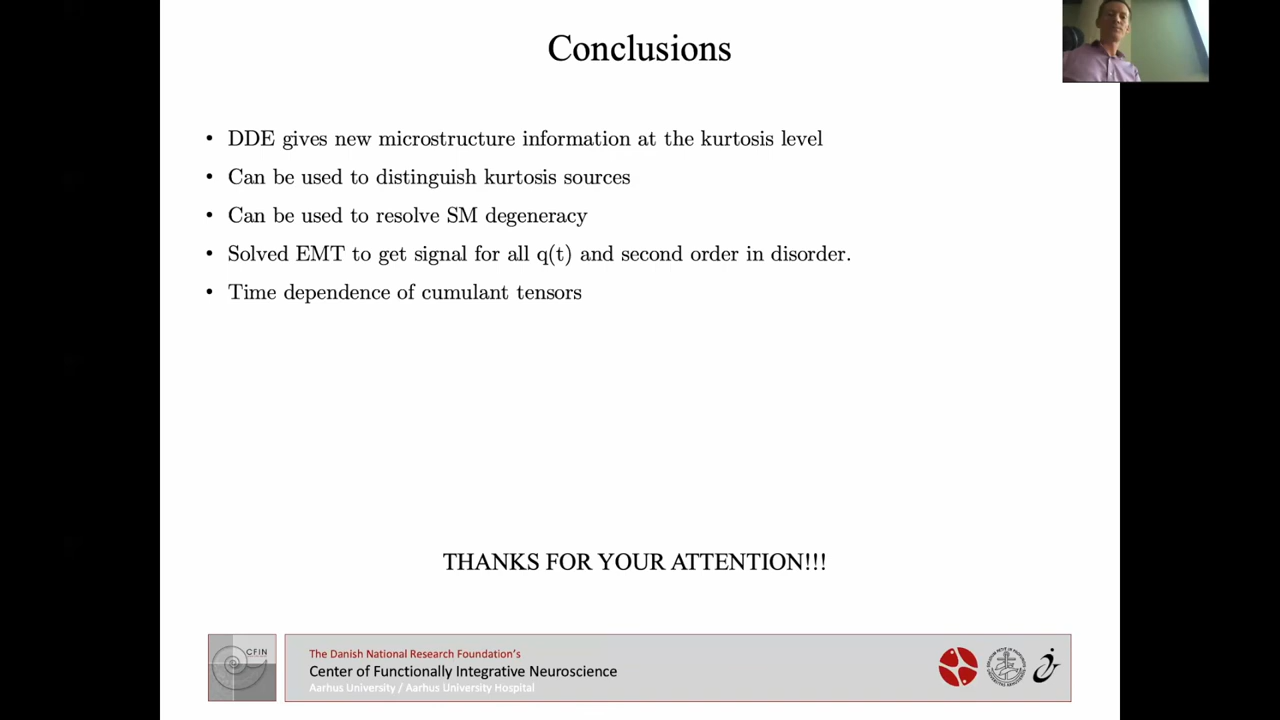 Conclusions
• DDE gives new microstructure information at the kurtosis level
• Can be used to distinguish kurtosis sources
• Can be used to resolve SM degeneracy
• Solved EMT to get signal for all q(t) and second order in disorder.
• Time dependence of cumulant tensors
THANKS FOR YOUR ATTENTION!!!
CFIN
The Danish National Research Foundation's
Center of Functionally Integrative Neuroscience
Aarhus University / Aarhus University Hospital